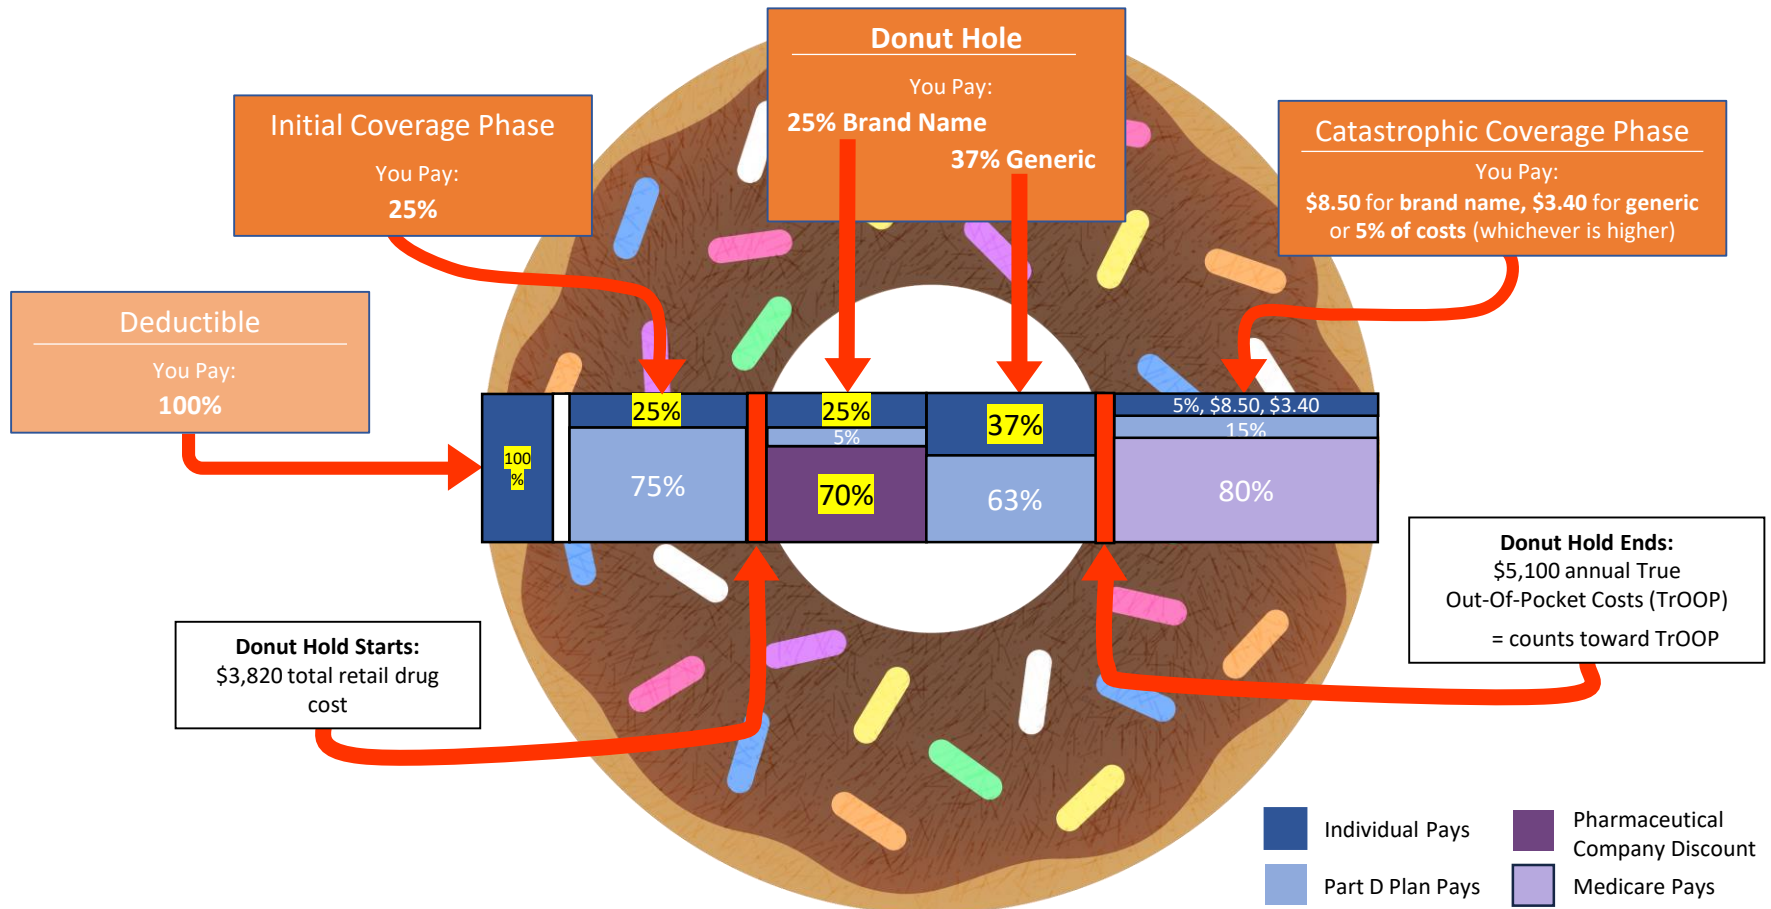 Donut Hole
You Pay:
25% Brand Name
37% Generic
Initial Coverage Phase
You Pay:
25%
Catastrophic Coverage Phase
You Pay:
$8.50 for brand name, $3.40 for generic
or 5% of costs (whichever is higher)
Deductible
You Pay:
100%
100
%
25%
75%
25%
5%
70%
37%
63%
5%, $8.50, $3.40
15%
80%
Donut Hold Starts:
$3,820 total retail drug
cost
Donut Hold Ends:
$5,100 annual True
Out-Of-Pocket Costs (TrOOP)
= counts toward TrOOP
Individual Pays
Part D Plan Pays
Pharmaceutical
Company Discount
Medicare Pays